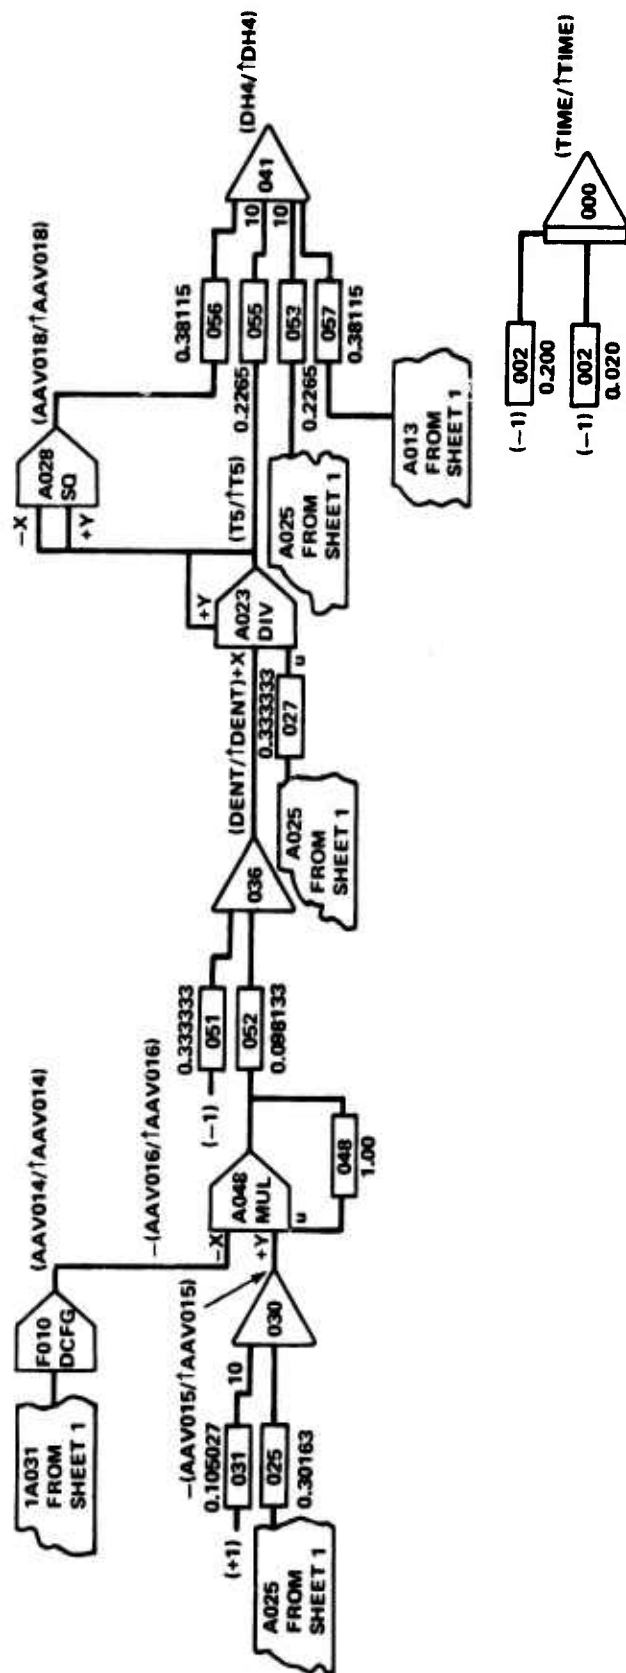 1A031
FROM
SHEET 1
F010
DCFG
(AAV014/↑AAV014)
−(AAV016/↑AAV016)
−(AAV015/↑AAV015)
(+1)
0.105027
031
10
A025
FROM
SHEET 1
025
0.30163
030
−X
+Y
u
A048
MUL
048
1.00
(−1)
0.333333
051
052
0.098133
036
(DENT/↑DENT)+X
A025
FROM
SHEET 1
0.333333
027
u
+Y
A023
DIV
(T5/↑T5)
−X
+Y
A028
SQ
(AAV018/↑AAV018)
A025
FROM
SHEET 1
A013
FROM
SHEET 1
0.38115
056
055
0.2265
053
0.2265
057
0.38115
10
10
041
(DH4/↑DH4)
(−1)
002
0.200
(−1)
002
0.020
000
(TIME/↑TIME)